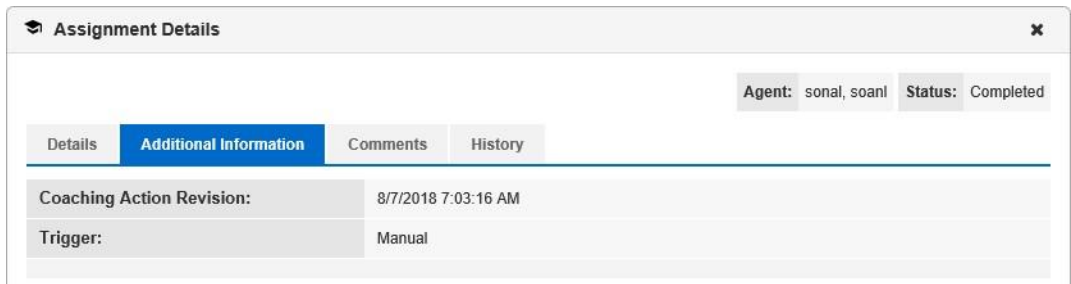 Assignment Details
Agent: sonal, soanl Status: Completed
Details Additional Information Comments History
Coaching Action Revision: 8/7/2018 7:03:16 AM
Trigger: Manual